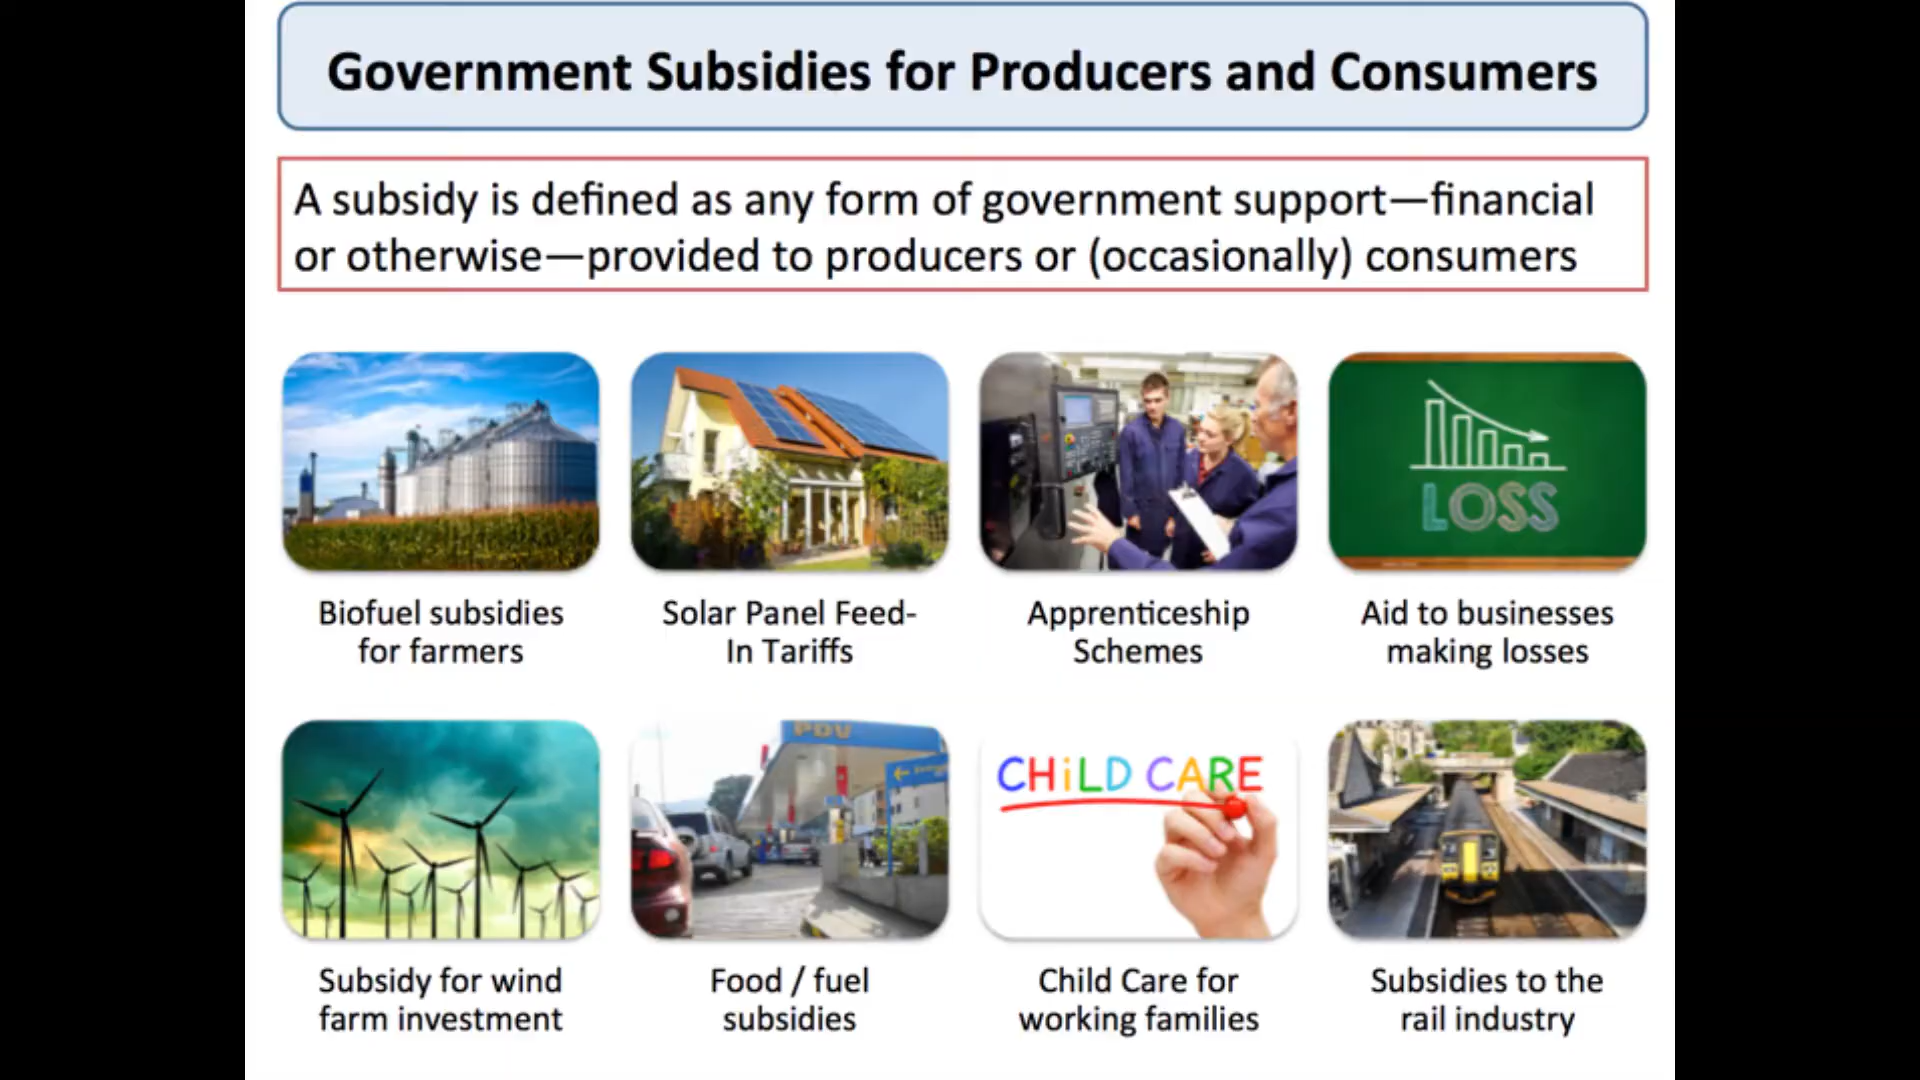 Government Subsidies for Producers and Consumers
A subsidy is defined as any form of government support—financial
or otherwise—provided to producers or (occasionally) consumers
LOSS
Biofuel subsidies
for farmers
Solar Panel Feed-
In Tariffs
Apprenticeship
Schemes
Aid to businesses
making losses
PDV
CHiLD CARE
Subsidy for wind
farm investment
Food / fuel
subsidies
Child Care for
working families
Subsidies to the
rail industry